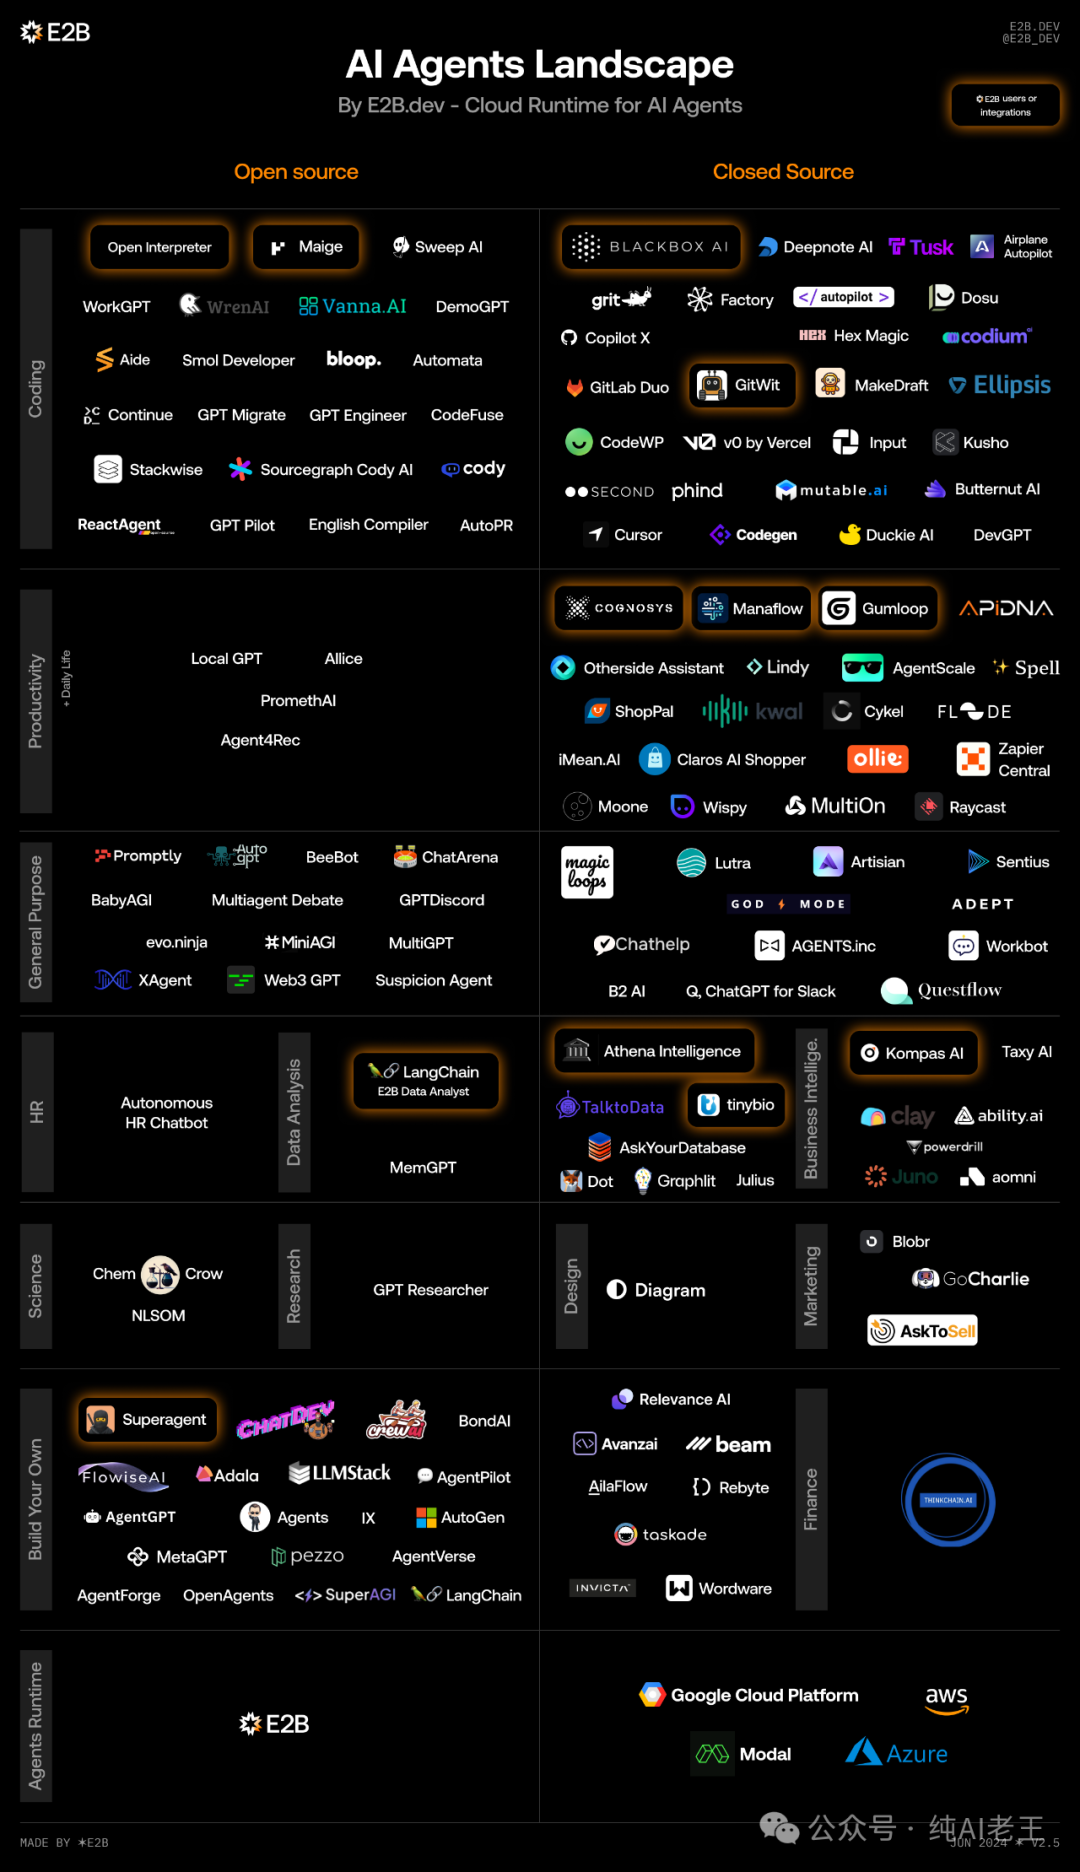 E2B
E2B.DEV
@E2B_DEV
AI Agents Landscape
By E2B.dev - Cloud Runtime for AI Agents
E2B users or
integrations
Open source
Closed Source
Coding
Open Interpreter
Maige
Sweep AI
WorkGPT
WrenAI
Vanna.AI
DemoGPT
Aide
Smol Developer
bloop.
Automata
Continue
GPT Migrate
GPT Engineer
CodeFuse
Stackwise
Sourcegraph Cody AI
cody
ReactAgent
GPT Pilot
English Compiler
AutoPR
BLACKBOX AI
Deepnote AI
Tusk
Airplane
Autopilot
grit
Factory
</ autopilot >
Dosu
Copilot X
HEX Hex Magic
codium
GitLab Duo
GitWit
MakeDraft
Ellipsis
CodeWP
v0 by Vercel
Input
Kusho
SECOND
phind
mutable.ai
Butternut AI
Cursor
Codegen
Duckie AI
DevGPT
Productivity
+ Daily Life
Local GPT
Allice
PromethAI
Agent4Rec
COGNOSYS
Manaflow
Gumloop
APIDNA
Otherside Assistant
Lindy
AgentScale
Spell
ShopPal
kwal
Cykel
FLODE
iMean.AI
Claros AI Shopper
ollie
Zapier
Central
Moone
Wispy
MultiOn
Raycast
General Purpose
Promptly
Auto
gpt
BeeBot
ChatArena
BabyAGI
Multiagent Debate
GPTDiscord
evo.ninja
MiniAGI
MultiGPT
XAgent
Web3 GPT
Suspicion Agent
magic
loops
Lutra
Artisian
Sentius
GOD MODE
ADEPT
Chathelp
AGENTS.inc
Workbot
B2 AI
Q, ChatGPT for Slack
Questflow
HR
Autonomous
HR Chatbot
Data Analysis
LangChain
E2B Data Analyst
MemGPT
Athena Intelligence
TalktoData
tinybio
AskYourDatabase
Dot
Graphlit
Julius
Business Intellige.
Kompas AI
Taxy AI
clay
ability.ai
powerdrill
Juno
aomni
Science
Chem Crow
NLSOM
Research
GPT Researcher
Design
Diagram
Marketing
Blobr
GoCharlie
AskToSell
Build Your Own
Superagent
CHATDEV
crewai
BondAI
FlowiseAI
Adala
LLMStack
AgentPilot
AgentGPT
Agents
IX
AutoGen
MetaGPT
pezzo
AgentVerse
AgentForge
OpenAgents
SuperAGI
LangChain
Relevance AI
Avanzai
beam
AilaFlow
Rebyte
taskade
INVICTA
Wordware
Finance
THINKCHAIN.AI
Agents Runtime
E2B
Google Cloud Platform
aws
Modal
Azure
MADE BY ✶E2B
公众号 · 纯AI老王
JUN 2024 ✶ V2.5